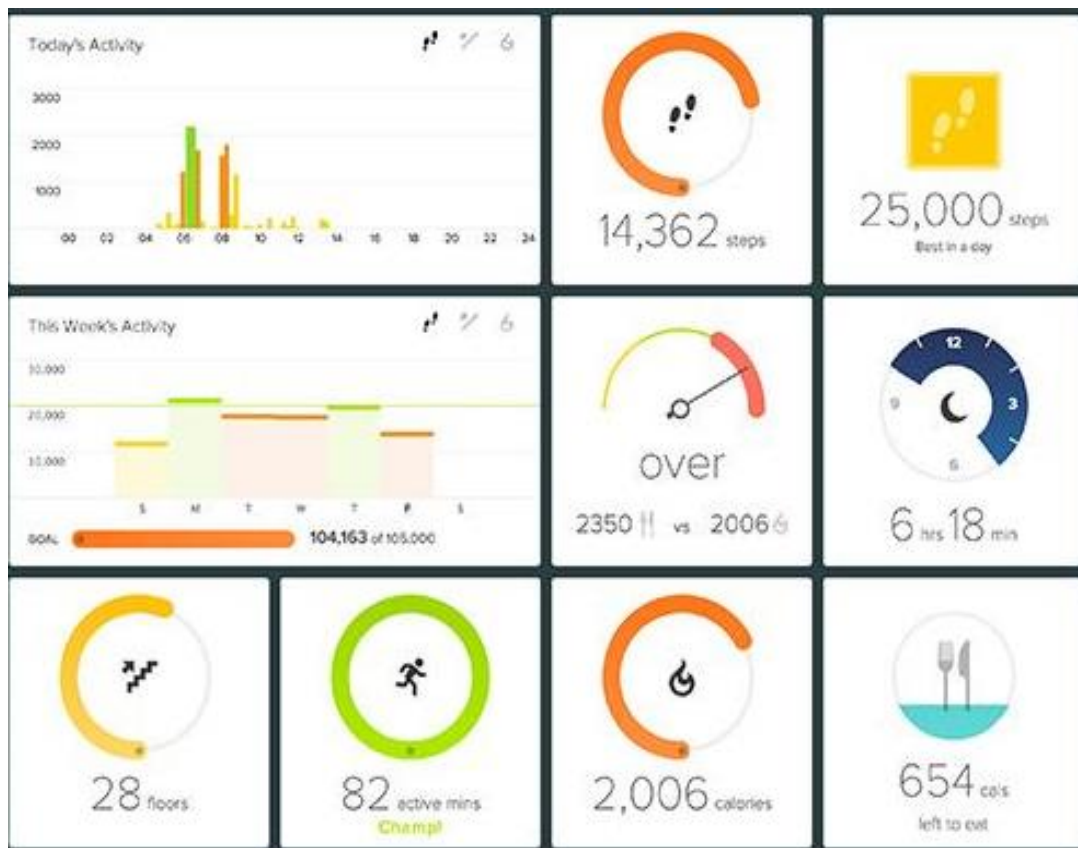 Today's Activity
3000
2000
1000
00 02 04 06 08 10 12 14 16 18 20 22 24
14,362 steps
25,000 steps
Best in a day
This Week's Activity
30,000
20,000
10,000
S M T W T F S
GOAL 104,163 of 105,000
over
2350 vs 2006
12
3
6
9
6 hrs 18 min
28 floors
82 active mins
Champ!
2,006 calories
654 cals
left to eat